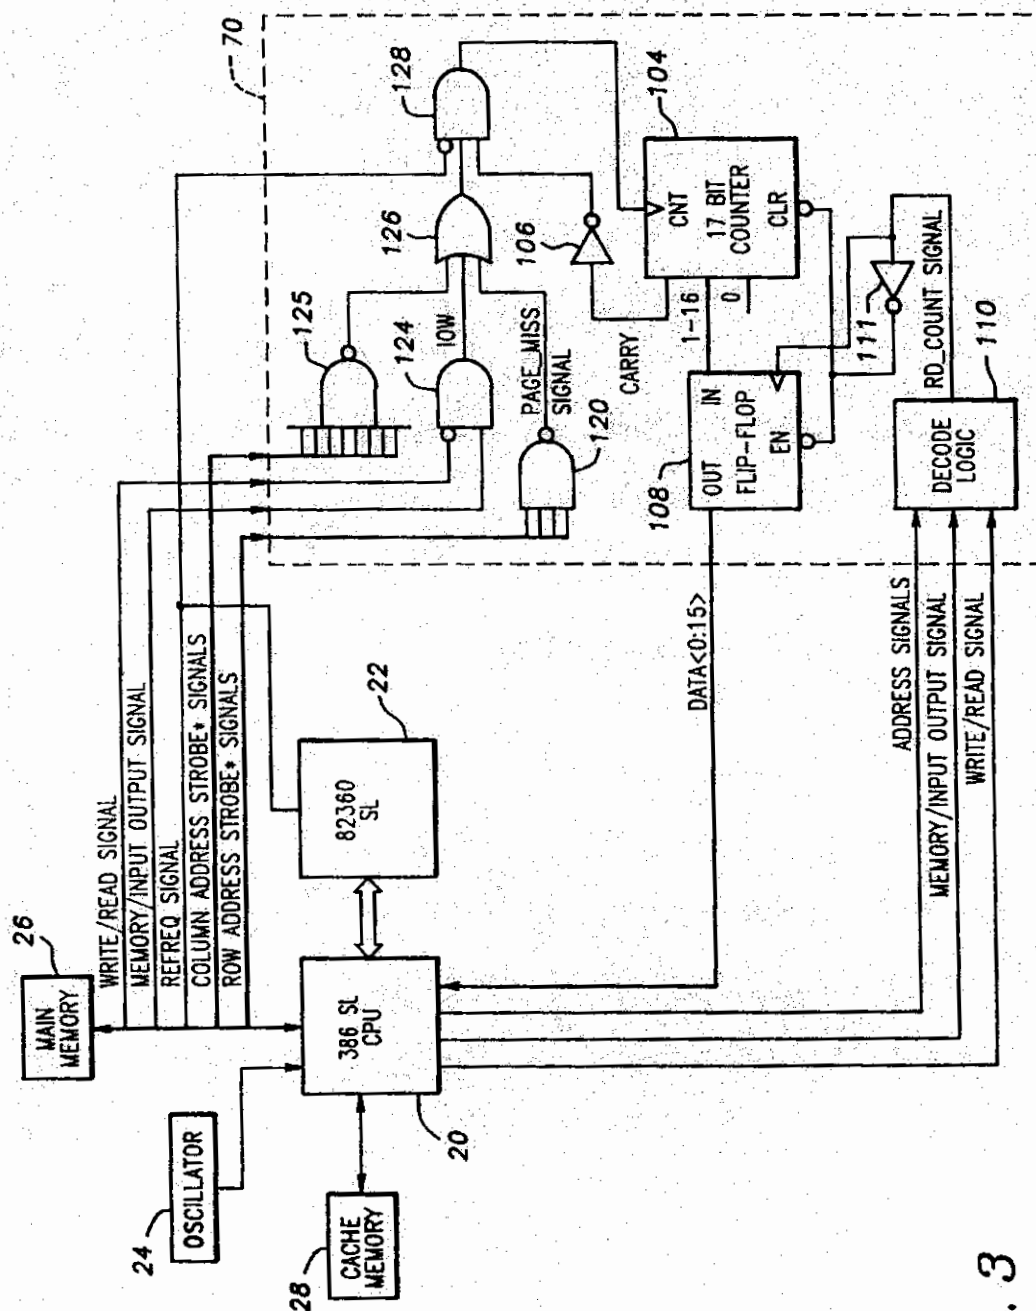 26
MAIN
MEMORY
24
OSCILLATOR
28
CACHE
MEMORY
386 SL
CPU
20
82360
SL
22
WRITE/READ SIGNAL
MEMORY/INPUT OUTPUT SIGNAL
REFREQ SIGNAL
COLUMN ADDRESS STROBE* SIGNALS
ROW ADDRESS STROBE* SIGNALS
70
125
124
IOW
126
128
PAGE_MISS
SIGNAL
120
106
CARRY
104
CNT
17 BIT
COUNTER
CLR
1-16
0
108
OUT IN
FLIP-FLOP
EN
111
RD_COUNT SIGNAL
DECODE
LOGIC
110
DATA<0:15>
ADDRESS SIGNALS
MEMORY/INPUT OUTPUT SIGNAL
WRITE/READ SIGNAL
. 3